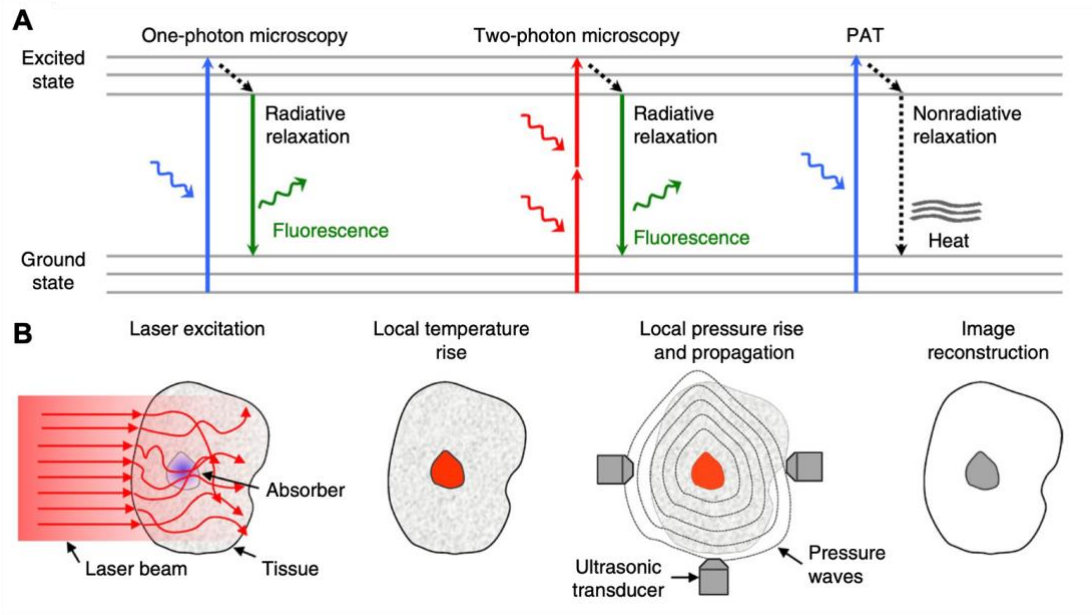 A
One-photon microscopy
Two-photon microscopy
PAT
Excited
state
Radiative
relaxation
Radiative
relaxation
Nonradiative
relaxation
Fluorescence
Fluorescence
Heat
Ground
state
B
Laser excitation
Local temperature
rise
Local pressure rise
and propagation
Image
reconstruction
Absorber
Laser beam
Tissue
Ultrasonic
transducer
Pressure
waves